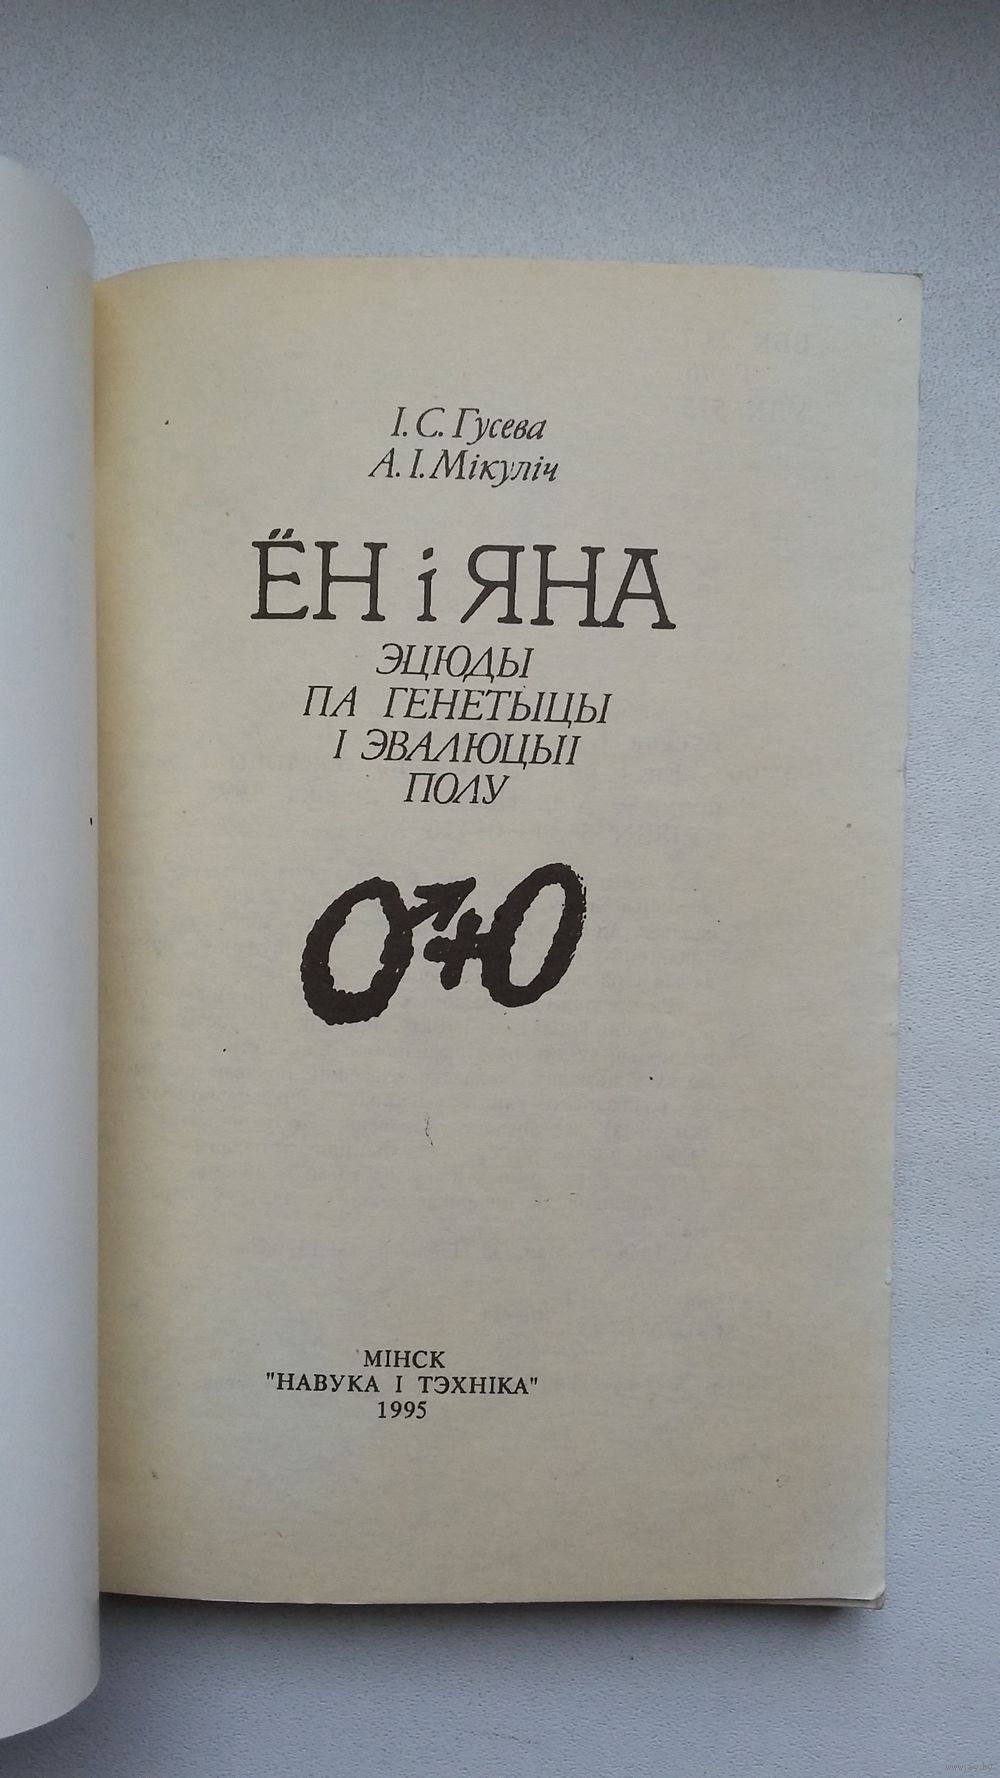 І. С. Гусева
А. І. Мікуліч
ЁН і ЯНА
ЭЦЮДЫ
ПА ГЕНЕТЫЦЫ
І ЭВАЛЮЦЫІ
ПОЛУ
МІНСК
"НАВУКА І ТЭХНІКА"
1995